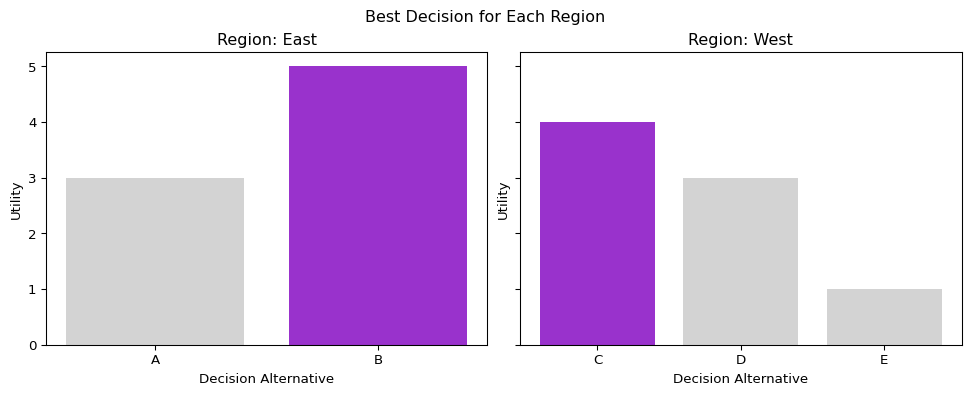 Best Decision for Each Region
Region: East
Utility
5
4
3
2
1
0
A
B
Decision Alternative
Region: West
Utility
C
D
E
Decision Alternative